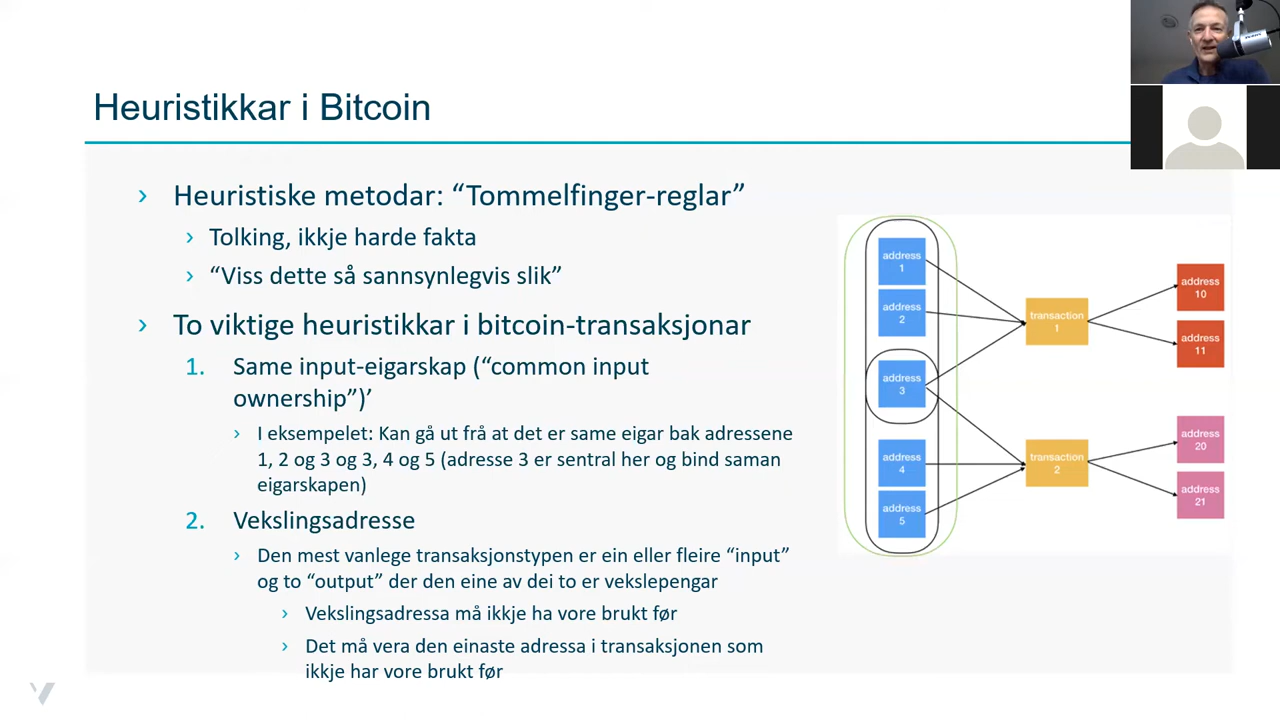 Heuristikkar i Bitcoin
Heuristiske metodar: “Tommelfinger-reglar”
Tolking, ikkje harde fakta
“Viss dette så sannsynlegvis slik”
To viktige heuristikkar i bitcoin-transaksjonar
1. Same input-eigarskap (“common input
ownership”)’
I eksempelet: Kan gå ut frå at det er same eigar bak adressene
1, 2 og 3 og 3, 4 og 5 (adresse 3 er sentral her og bind saman
eigarskapen)
2. Vekslingsadresse
Den mest vanlege transaksjonstypen er ein eller fleire “input”
og to “output” der den eine av dei to er vekslepengar
Vekslingsadressa må ikkje ha vore brukt før
Det må vera den einaste adressa i transaksjonen som
ikkje har vore brukt før
address
1
address
2
address
3
address
4
address
5
transaction
1
transaction
2
address
10
address
11
address
20
address
21